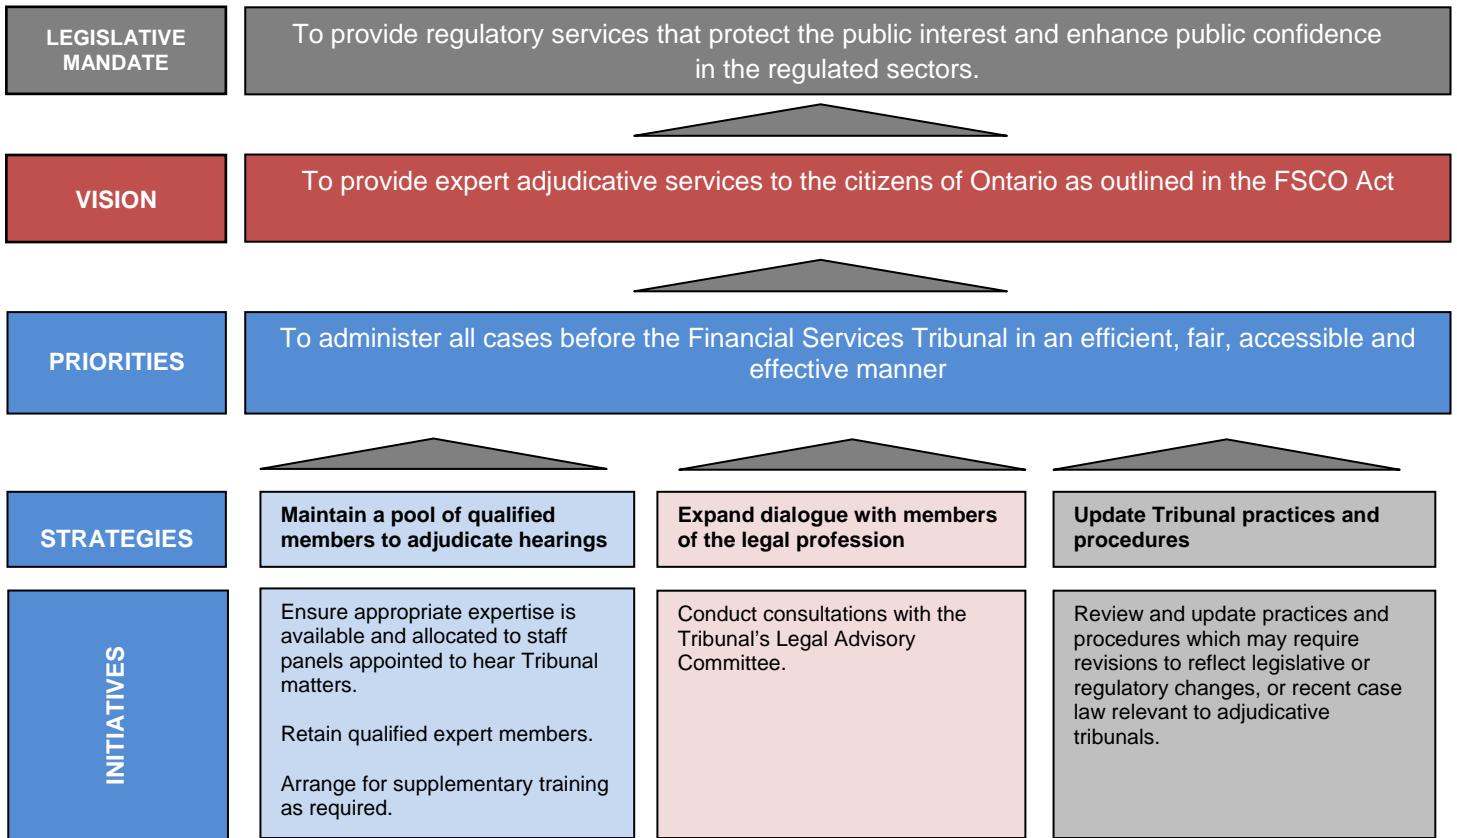 LEGISLATIVE
MANDATE
To provide regulatory services that protect the public interest and enhance public confidence
in the regulated sectors.
VISION
To provide expert adjudicative services to the citizens of Ontario as outlined in the FSCO Act
PRIORITIES
To administer all cases before the Financial Services Tribunal in an efficient, fair, accessible and
effective manner
STRATEGIES
Maintain a pool of qualified
members to adjudicate hearings
Expand dialogue with members
of the legal profession
Update Tribunal practices and
procedures
INITIATIVES
Ensure appropriate expertise is
available and allocated to staff
panels appointed to hear Tribunal
matters.
Retain qualified expert members.
Arrange for supplementary training
as required.
Conduct consultations with the
Tribunal's Legal Advisory
Committee.
Review and update practices and
procedures which may require
revisions to reflect legislative or
regulatory changes, or recent case
law relevant to adjudicative
tribunals.